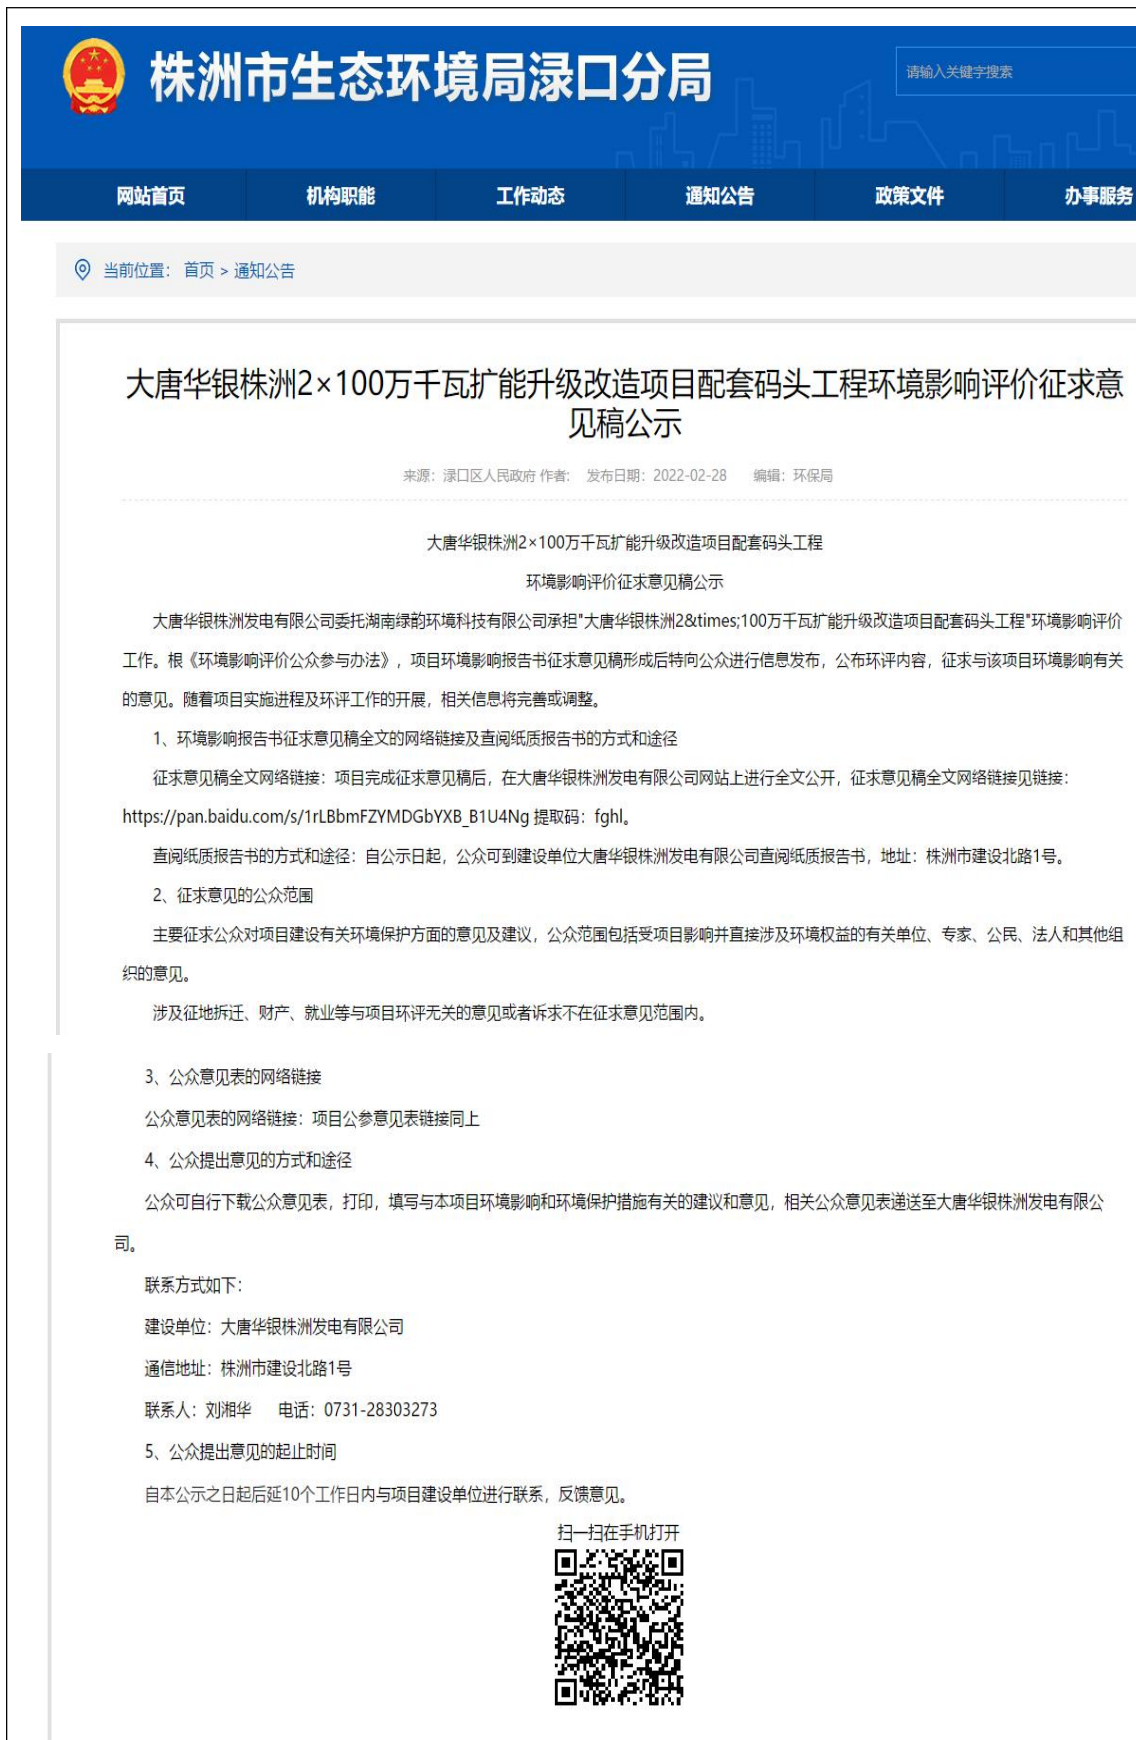 株洲市生态环境局渌口分局
请输入关键字搜索
网站首页 机构职能 工作动态 通知公告 政策文件 办事服务
当前位置： 首页 > 通知公告
大唐华银株洲2×100万千瓦扩能升级改造项目配套码头工程环境影响评价征求意
见稿公示
来源：渌口区人民政府 作者: 发布日期：2022-02-28 编辑：环保局
大唐华银株洲2×100万千瓦扩能升级改造项目配套码头工程
环境影响评价征求意见稿公示
大唐华银株洲发电有限公司委托湖南绿韵环境科技有限公司承担"大唐华银株洲2&times;100万千瓦扩能升级改造项目配套码头工程"环境影响评价
工作。根《环境影响评价公众参与办法》，项目环境影响报告书征求意见稿形成后特向公众进行信息发布，公布环评内容，征求与该项目环境影响有关
的意见。随着项目实施进程及环评工作的开展，相关信息将完善或调整。
1、环境影响报告书征求意见稿全文的网络链接及查阅纸质报告书的方式和途径
征求意见稿全文网络链接：项目完成征求意见稿后，在大唐华银株洲发电有限公司网站上进行全文公开，征求意见稿全文网络链接见链接：
https://pan.baidu.com/s/1rLBbmFZYMDGbYXB_B1U4Ng 提取码：fghl。
查阅纸质报告书的方式和途径：自公示日起，公众可到建设单位大唐华银株洲发电有限公司查阅纸质报告书，地址：株洲市建设北路1号。
2、征求意见的公众范围
主要征求公众对项目建设有关环境保护方面的意见及建议，公众范围包括受项目影响并直接涉及环境权益的有关单位、专家、公民、法人和其他组
织的意见。
涉及征地拆迁、财产、就业等与项目环评无关的意见或者诉求不在征求意见范围内。
3、公众意见表的网络链接
公众意见表的网络链接：项目公参意见表链接同上
4、公众提出意见的方式和途径
公众可自行下载公众意见表，打印，填写与本项目环境影响和环境保护措施有关的建议和意见，相关公众意见表递送至大唐华银株洲发电有限公
司。
联系方式如下：
建设单位：大唐华银株洲发电有限公司
通信地址：株洲市建设北路1号
联系人：刘湘华 电话：0731-28303273
5、公众提出意见的起止时间
自本公示之日起后延10个工作日内与项目建设单位进行联系，反馈意见。
扫一扫在手机打开